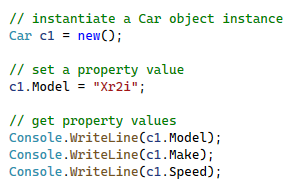 // instantiate a Car object instance
Car c1 = new();

// set a property value
c1.Model = "Xr2i";

// get property values
Console.WriteLine(c1.Model);
Console.WriteLine(c1.Make);
Console.WriteLine(c1.Speed);